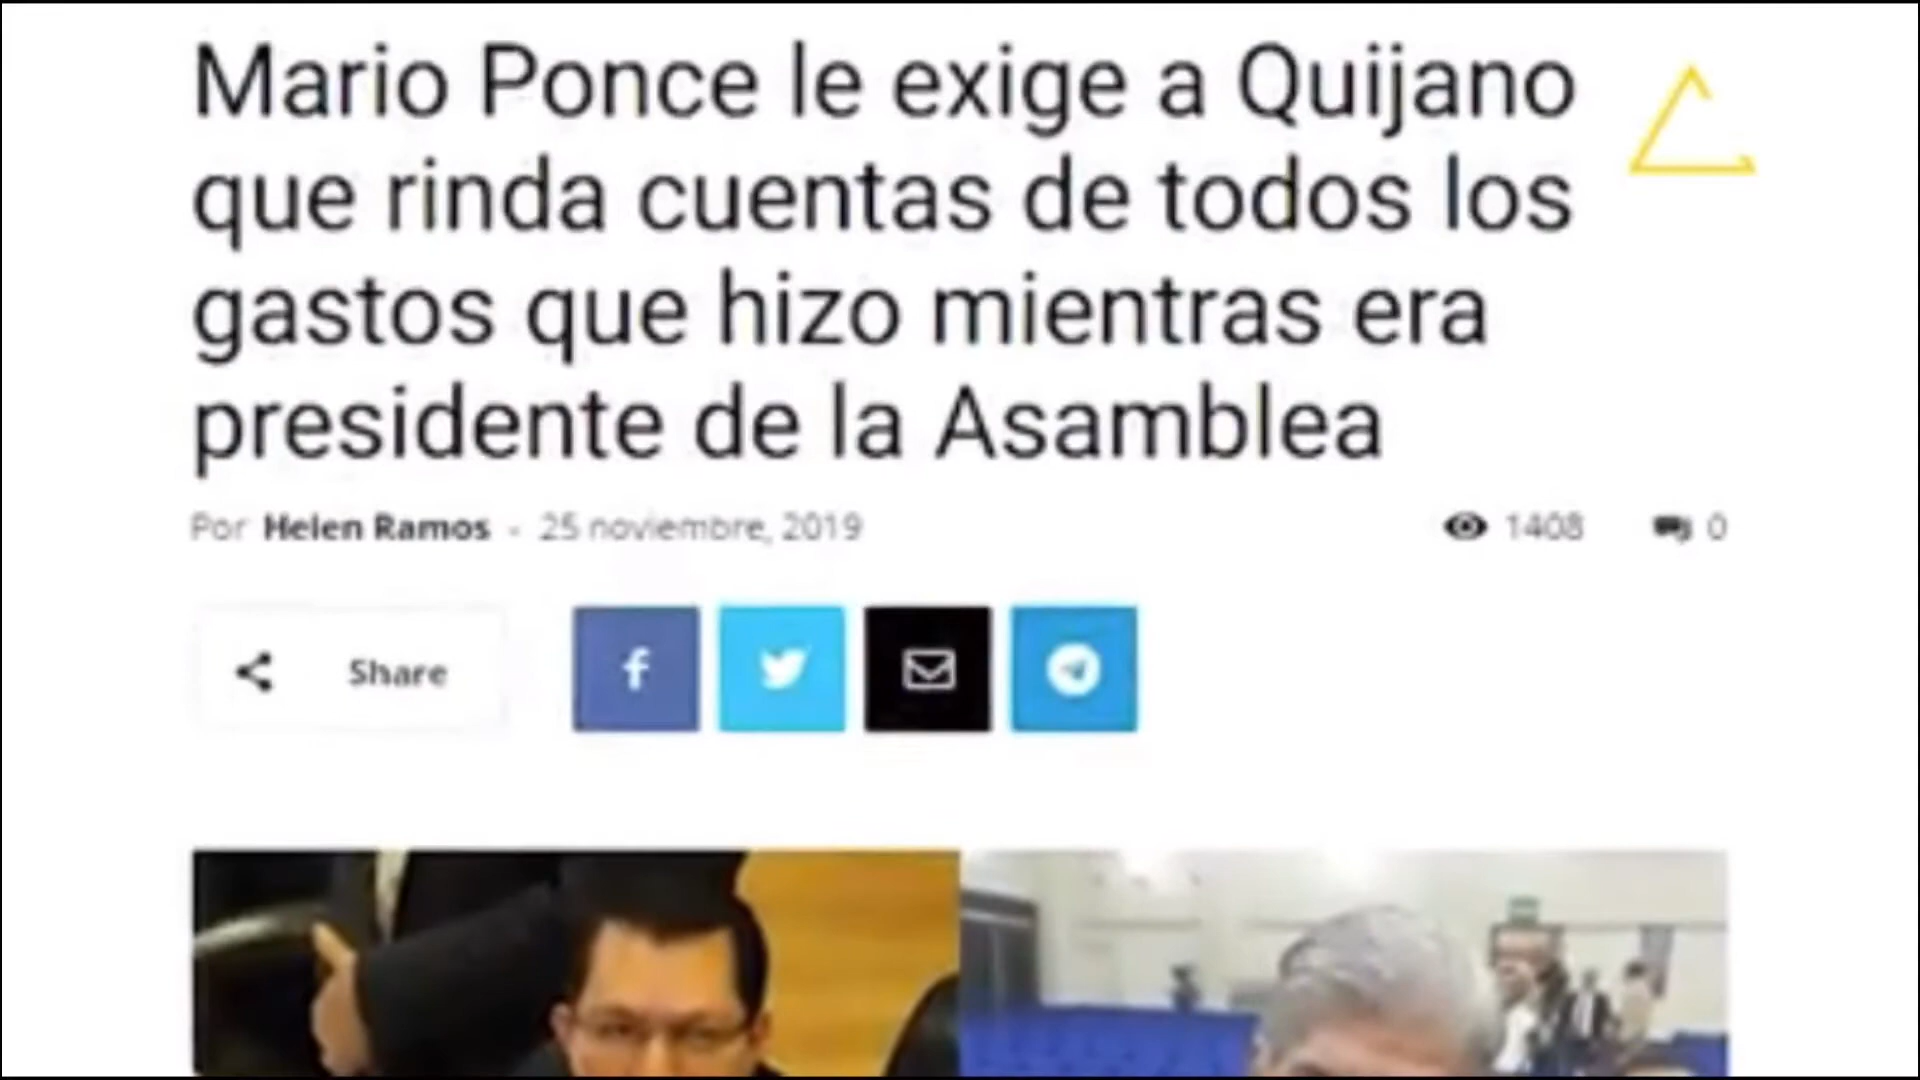 Mario Ponce le exige a Quijano
que rinda cuentas de todos los
gastos que hizo mientras era
presidente de la Asamblea
Por Helen Ramos - 25 noviembre, 2019
1408
0
Share